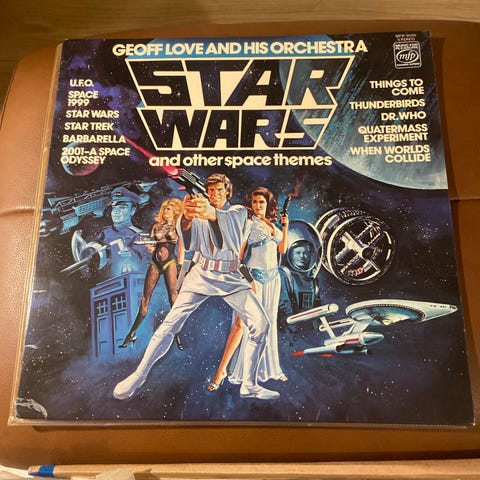 GEOFF LOVE AND HIS ORCHESTRA
STEREO
mfp
STAR
WARS
and other space themes
U.F.O.
SPACE
1999
STAR WARS
STAR TREK
BARBARELLA
2001-A SPACE
ODYSSEY
THINGS TO
COME
THUNDERBIRDS
DR. WHO
QUATERMASS
EXPERIMENT
WHEN WORLDS
COLLIDE